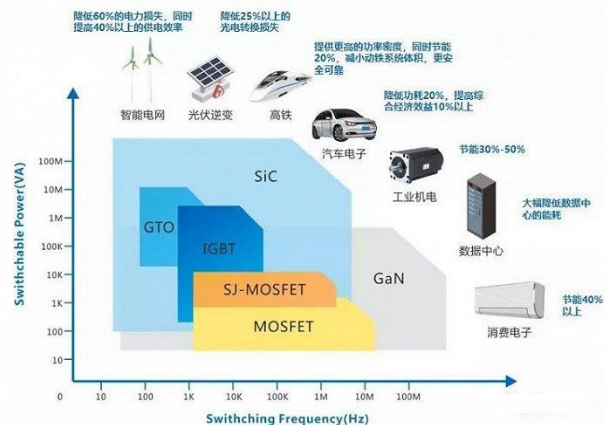 降低60%的电力损失，同时
提高40%以上的供电效率
降低25%以上的
光电转换损失
提供更高的功率密度，同时节能
20%，减小动铁系统体积，更安
全可靠
降低功耗20%，提高综
合经济效益10%以上
节能30%-50%
大幅降低数据中
心的能耗
节能40%
以上
智能电网
光伏逆变
高铁
汽车电子
工业机电
数据中心
消费电子
Swithchable Power(VA)
100M
10M
1M
100K
10K
1K
100
10
SiC
GTO
IGBT
SJ-MOSFET
MOSFET
GaN
0
10
100
1K
10K
100K
1M
10M
100M
Swithching Frequency(Hz)